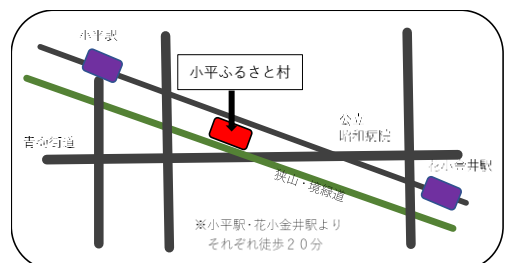 小平駅
小平ふるさと村
公立
昭和病院
青梅街道
花小金井駅
狭山・境緑道
※小平駅・花小金井駅より
それぞれ徒歩２０分